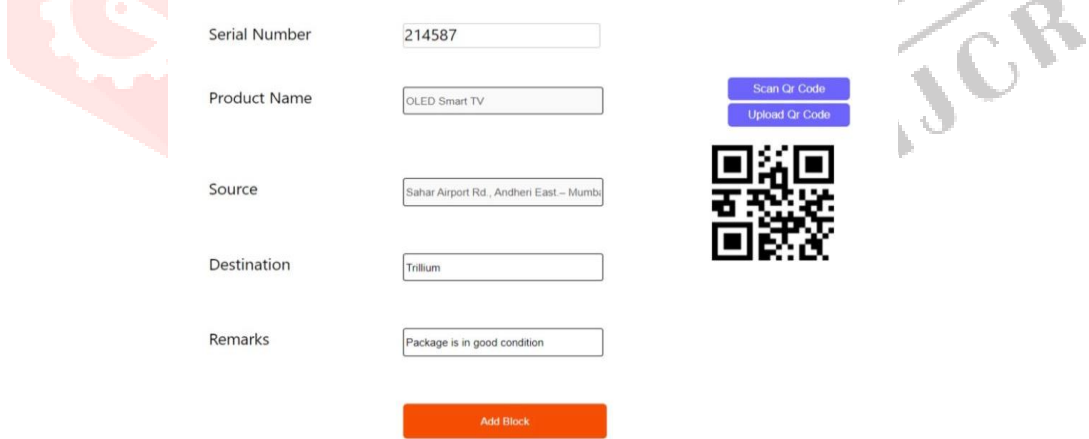 Serial Number 214587
Product Name OLED Smart TV
Scan Qr Code
Upload Qr Code
Source Sahar Airport Rd., Andheri East.– Mumba
Destination Trillium
Remarks Package is in good condition
Add Block
IJCR